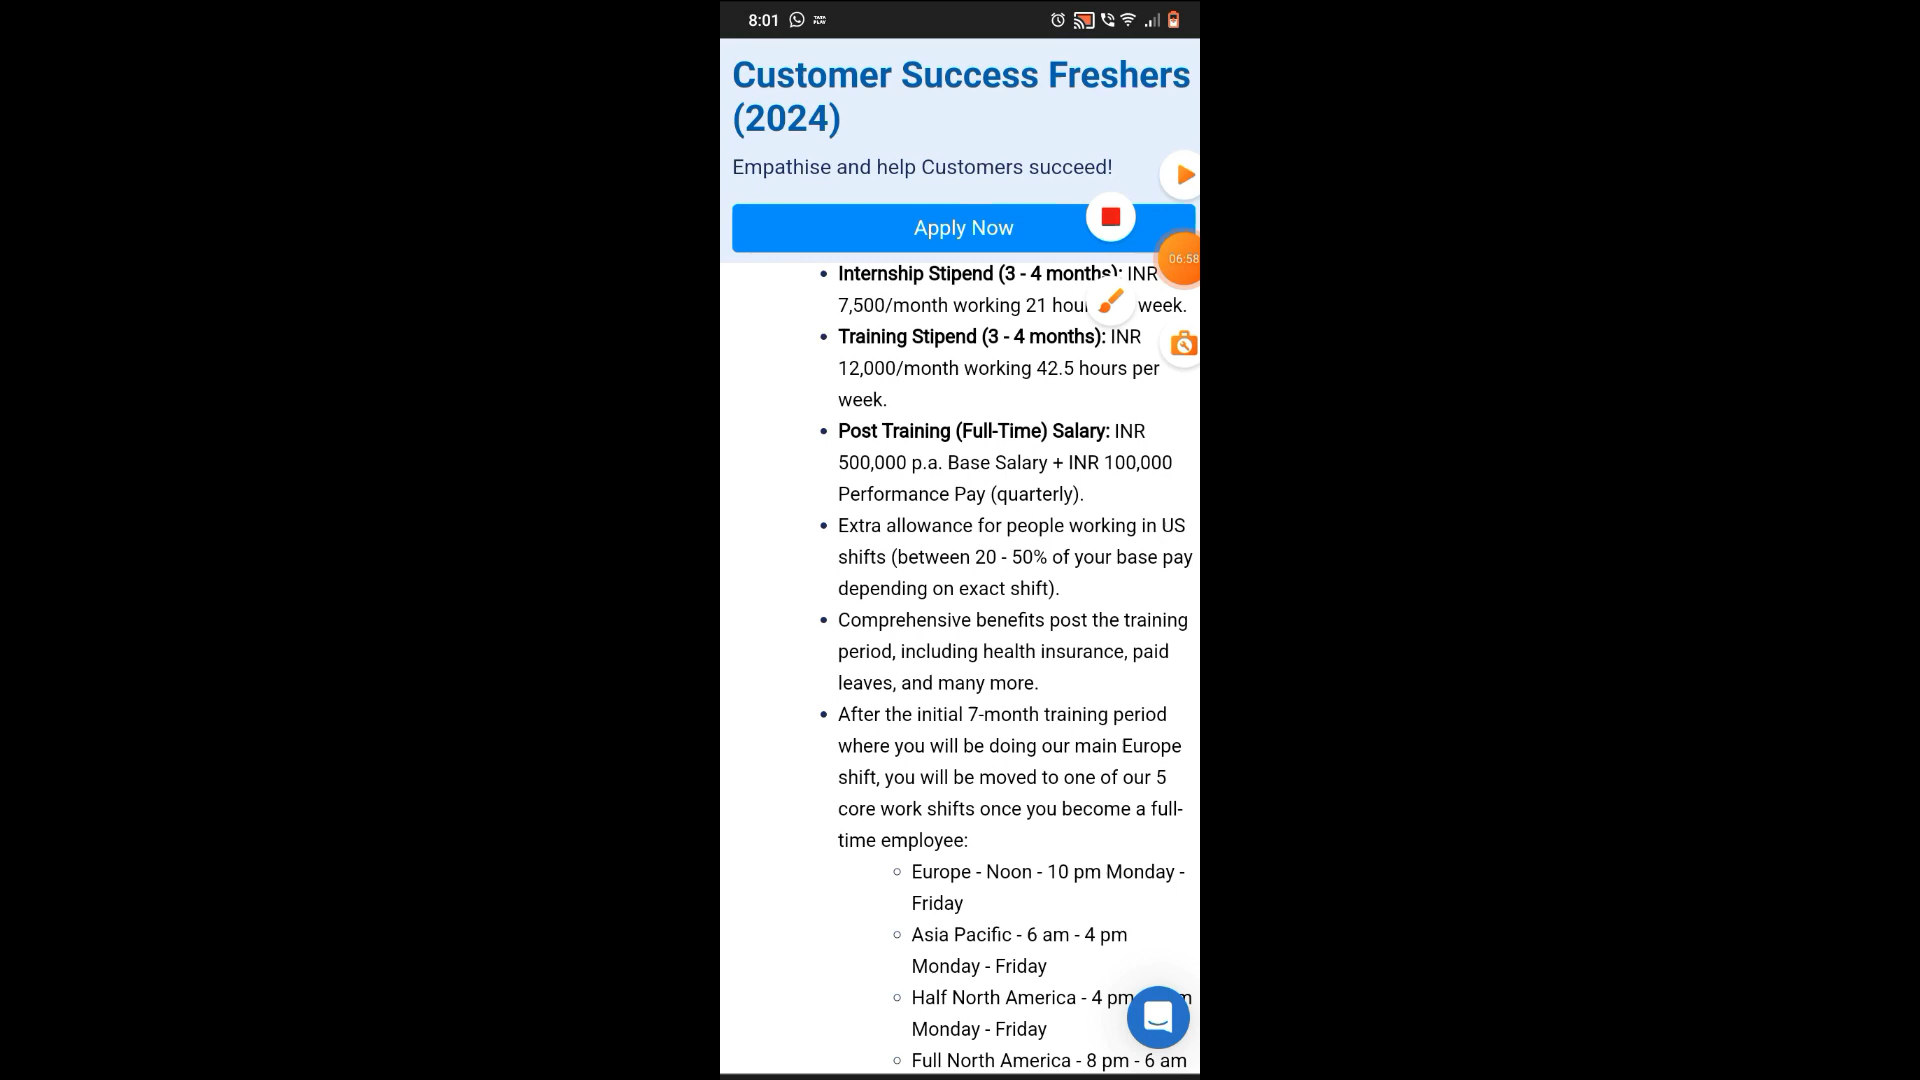 8:01
TATA PLAY
Customer Success Freshers
(2024)
Empathise and help Customers succeed!
Apply Now
06:58
Internship Stipend (3 - 4 months): INR
7,500/month working 21 week.
Training Stipend (3 - 4 months): INR
12,000/month working 42.5 hours per
week.
Post Training (Full-Time) Salary: INR
500,000 p.a. Base Salary + INR 100,000
Performance Pay (quarterly).
Extra allowance for people working in US
shifts (between 20 - 50% of your base pay
depending on exact shift).
Comprehensive benefits post the training
period, including health insurance, paid
leaves, and many more.
After the initial 7-month training period
where you will be doing our main Europe
shift, you will be moved to one of our 5
core work shifts once you become a full-
time employee:
Europe - Noon - 10 pm Monday -
Friday
Asia Pacific - 6 am - 4 pm
Monday - Friday
Half North America - 4 pm
Monday - Friday
Full North America - 8 pm - 6 am